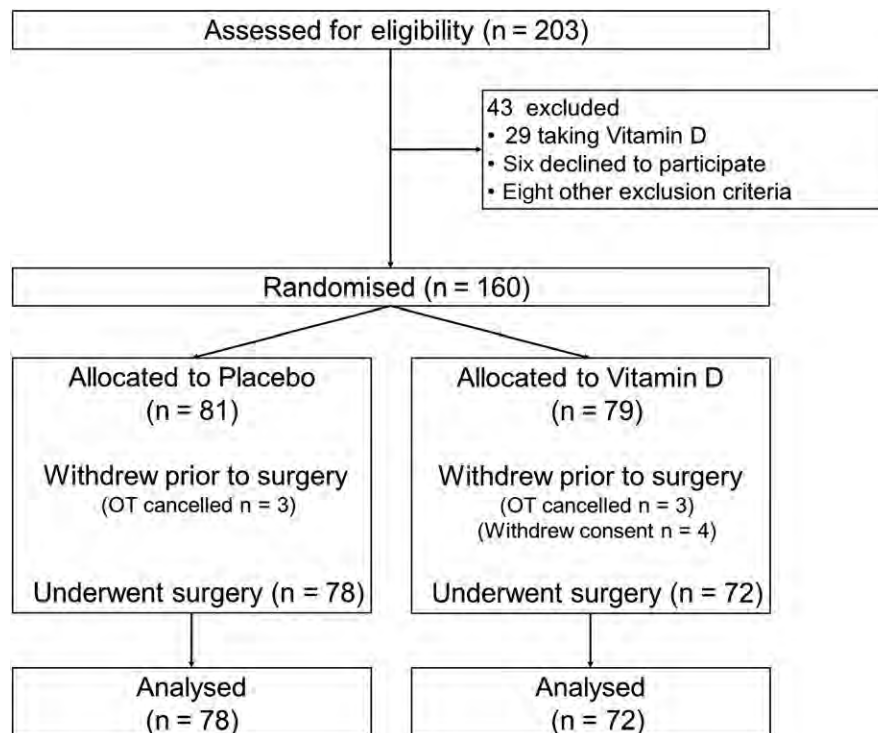 Assessed for eligibility (n = 203)
43 excluded
• 29 taking Vitamin D
• Six declined to participate
• Eight other exclusion criteria
Randomised (n = 160)
Allocated to Placebo
(n = 81)
Withdrew prior to surgery
(OT cancelled n = 3)
Underwent surgery (n = 78)
Allocated to Vitamin D
(n = 79)
Withdrew prior to surgery
(OT cancelled n = 3)
(Withdrew consent n = 4)
Underwent surgery (n = 72)
Analysed
(n = 78)
Analysed
(n = 72)